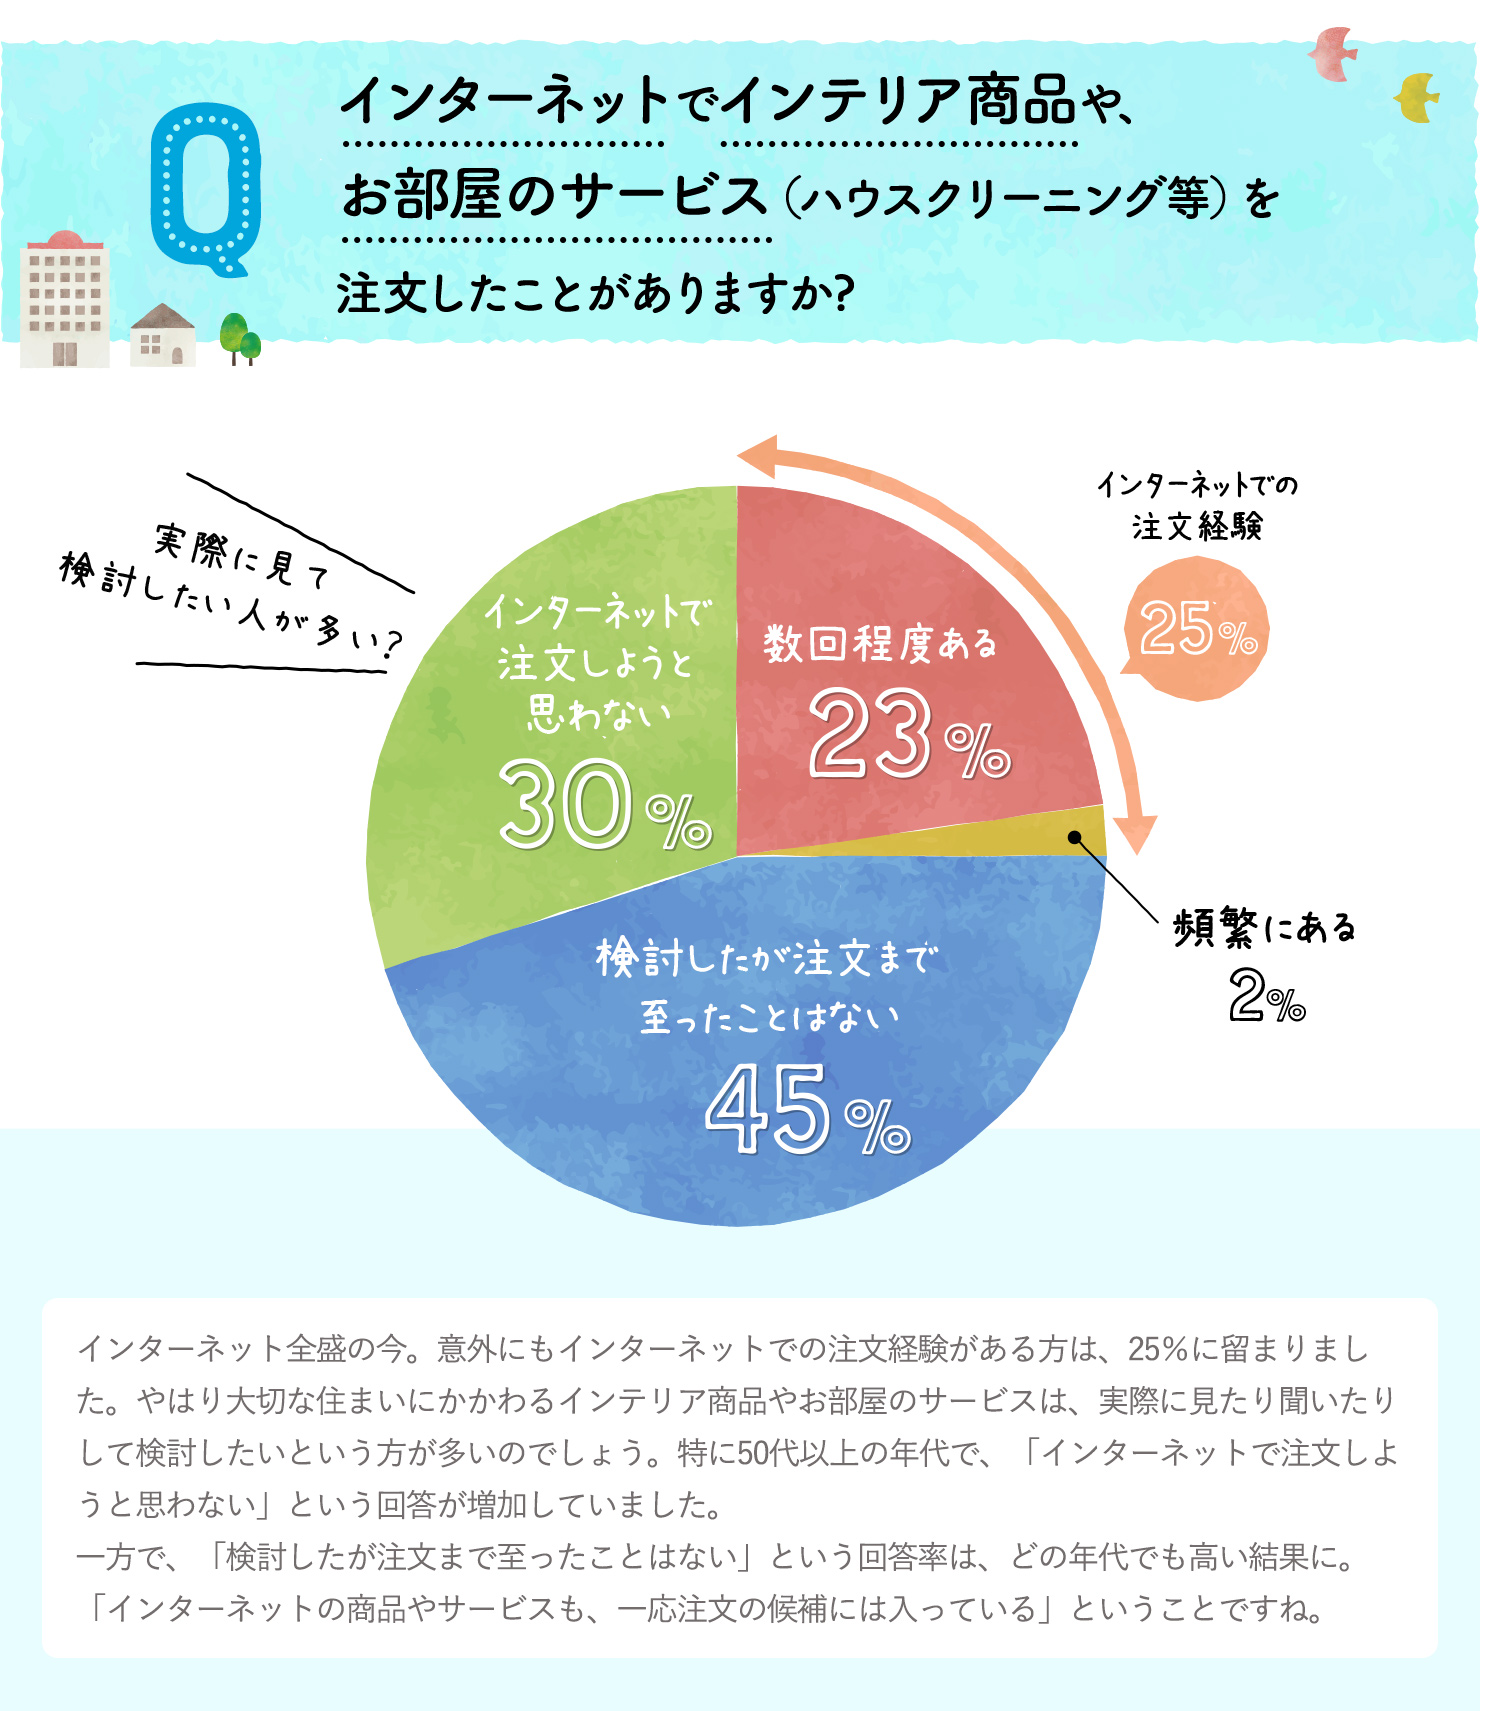 Q
インターネットでインテリア商品や、
お部屋のサービス（ハウスクリーニング等）を
注文したことがありますか?
実際に見て
検討したい人が多い?
インターネットでの
注文経験
25%
インターネットで
注文しようと
思わない
30%
数回程度ある
23%
頻繁にある
2%
検討したが注文まで
至ったことはない
45%
インターネット全盛の今。意外にもインターネットでの注文経験がある方は、25%に留まりまし
た。やはり大切な住まいにかかわるインテリア商品やお部屋のサービスは、実際に見たり聞いたり
して検討したいという方が多いのでしょう。特に50代以上の年代で、「インターネットで注文しよ
うと思わない」という回答が増加していました。
一方で、「検討したが注文まで至ったことはない」という回答率は、どの年代でも高い結果に。
「インターネットの商品やサービスも、一応注文の候補には入っている」ということですね。